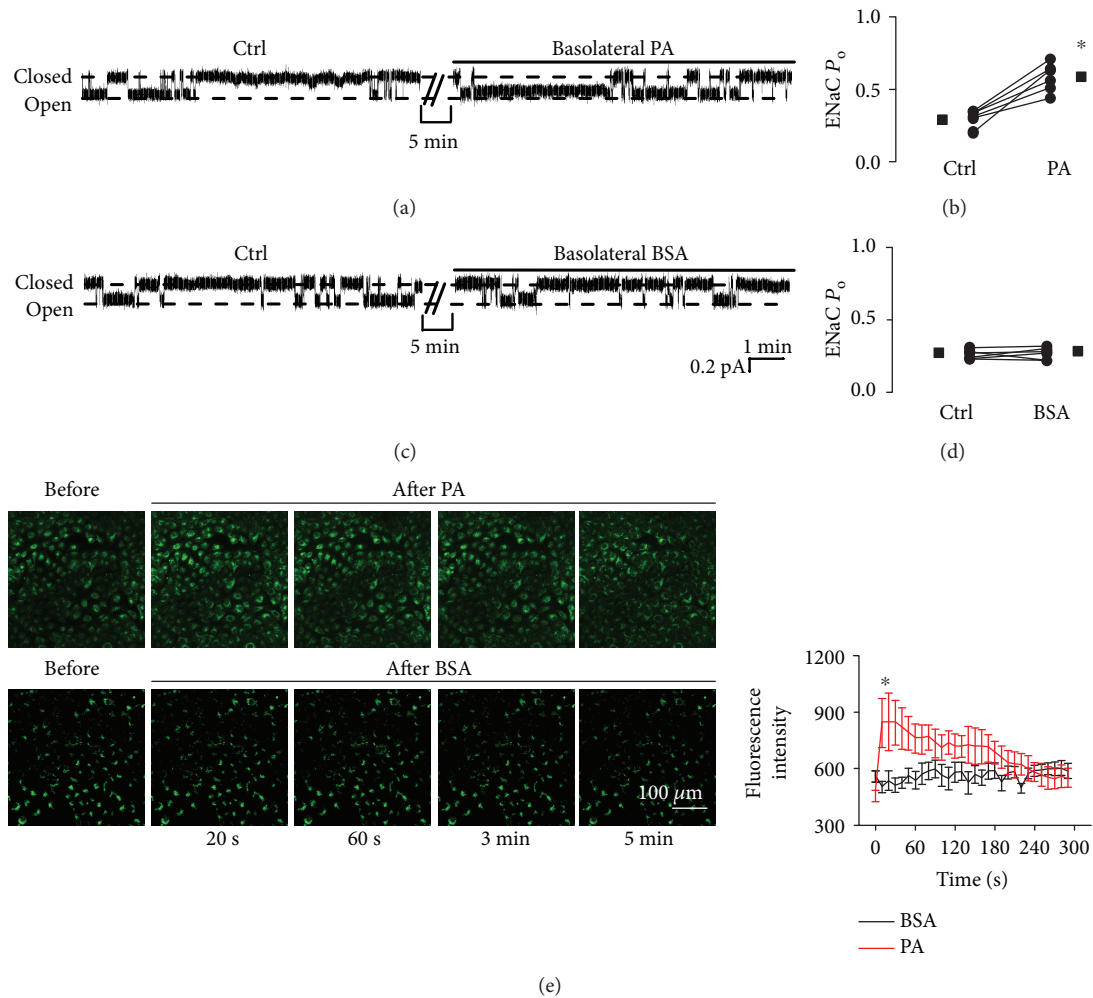 Ctrl
Basolateral PA
Closed
Open
5 min
(a)
1.0
0.5
0.0
ENaC Po
*
Ctrl
PA
(b)
Ctrl
Basolateral BSA
Closed
Open
5 min
1 min
0.2 pA
(c)
1.0
0.5
0.0
ENaC Po
Ctrl
BSA
(d)
Before
After PA
Before
After BSA
100 μm
20 s
60 s
3 min
5 min
Fluorescence
intensity
1200
900
600
300
*
0 60 120 180 240 300
Time (s)
BSA
PA
(e)